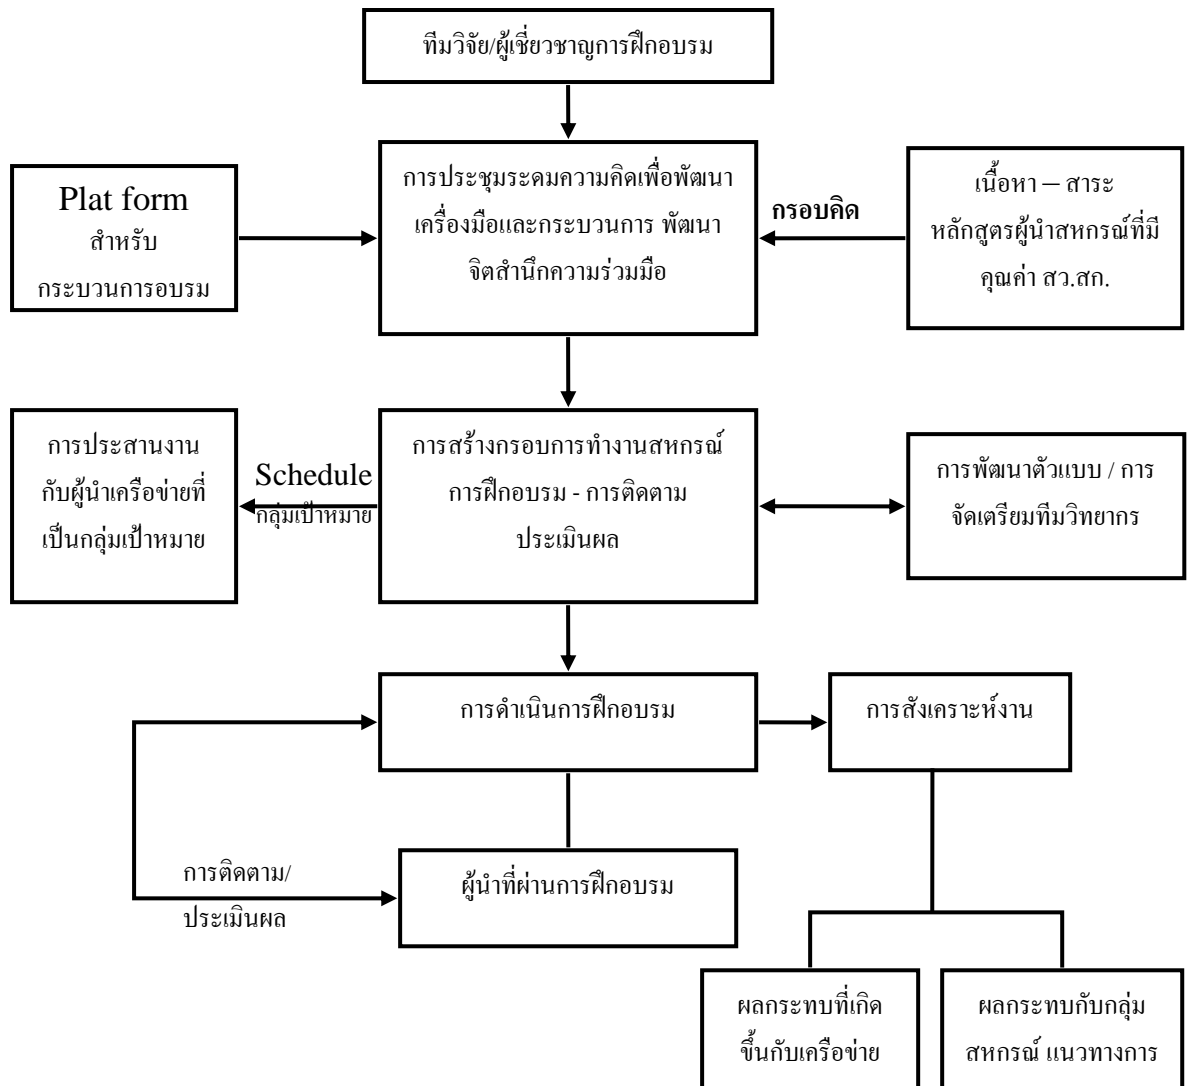 ทีมวิจัย/ผู้เชี่ยวชาญการฝึกอบรม
Plat form
สำหรับ
กระบวนการอบรม
การประชุมระดมความคิดเพื่อพัฒนา
เครื่องมือและกระบวนการ พัฒนา
จิตสำนึกความร่วมมือ
กรอบคิด
เนื้อหา – สาระ
หลักสูตรผู้นำสหกรณ์ที่มี
คุณค่า สว.สก.
การประสานงาน
กับผู้นำเครือข่ายที่
เป็นกลุ่มเป้าหมาย
Schedule
กลุ่มเป้าหมาย
การสร้างกรอบการทำงานสหกรณ์
การฝึกอบรม - การติดตาม
ประเมินผล
การพัฒนาตัวแบบ / การ
จัดเตรียมทีมวิทยากร
การดำเนินการฝึกอบรม
การสังเคราะห์งาน
การติดตาม/
ประเมินผล
ผู้นำที่ผ่านการฝึกอบรม
ผลกระทบที่เกิด
ขึ้นกับเครือข่าย
ผลกระทบกับกลุ่ม
สหกรณ์ แนวทางการ